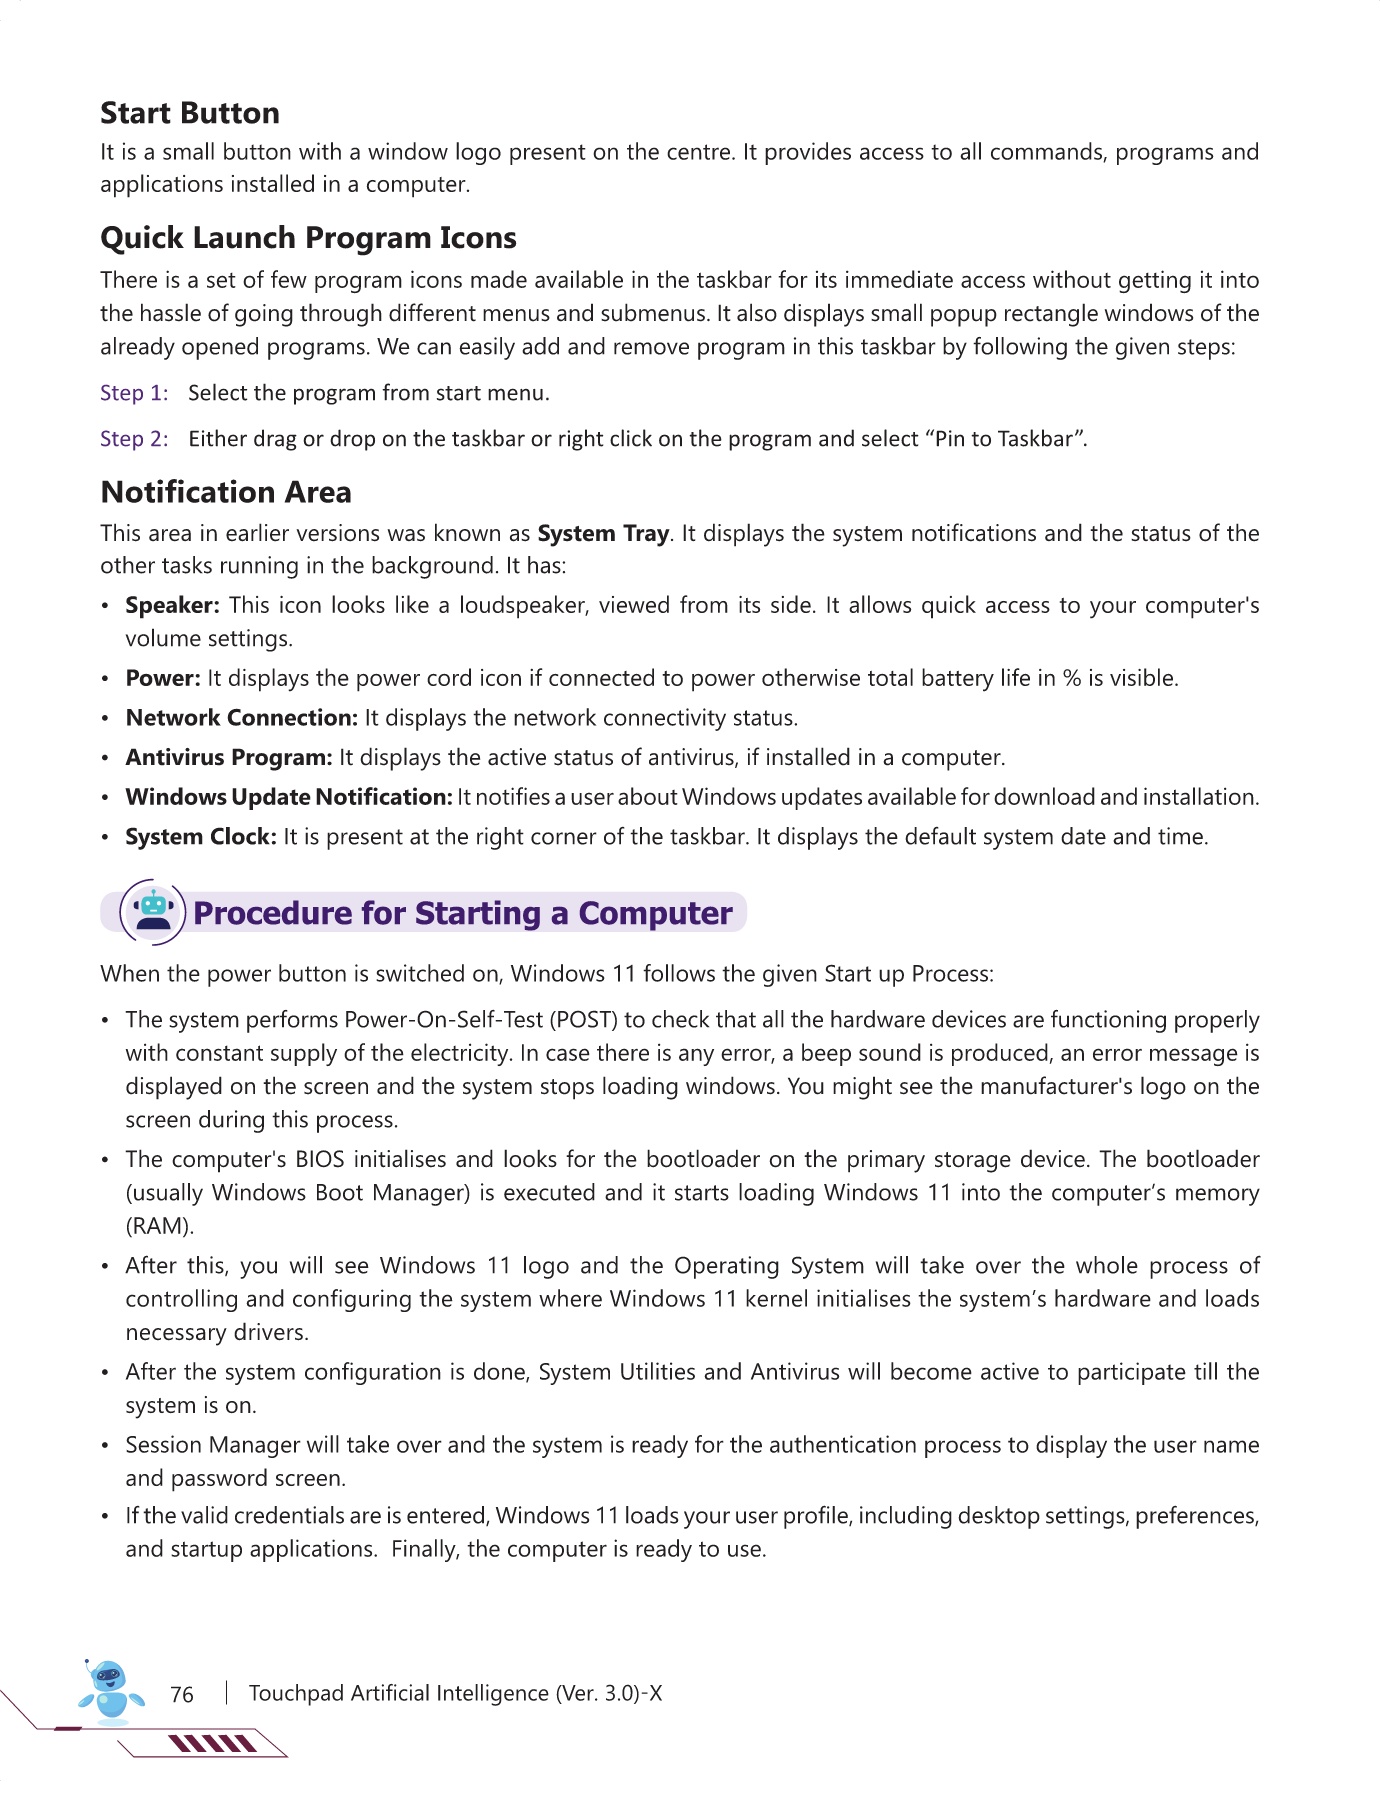 Start Button
It is a small button with a window logo present on the centre. It provides access to all commands, programs and
applications installed in a computer.
Quick Launch Program Icons
There is a set of few program icons made available in the taskbar for its immediate access without getting it into
the hassle of going through different menus and submenus. It also displays small popup rectangle windows of the
already opened programs. We can easily add and remove program in this taskbar by following the given steps:
Step 1: Select the program from start menu.
Step 2: Either drag or drop on the taskbar or right click on the program and select “Pin to Taskbar”.
Notification Area
This area in earlier versions was known as System Tray. It displays the system notifications and the status of the
other tasks running in the background. It has:
• Speaker: This icon looks like a loudspeaker, viewed from its side. It allows quick access to your computer's
volume settings.
• Power: It displays the power cord icon if connected to power otherwise total battery life in % is visible.
• Network Connection: It displays the network connectivity status.
• Antivirus Program: It displays the active status of antivirus, if installed in a computer.
• Windows Update Notification: It notifies a user about Windows updates available for download and installation.
• System Clock: It is present at the right corner of the taskbar. It displays the default system date and time.
Procedure for Starting a Computer
When the power button is switched on, Windows 11 follows the given Start up Process:
• The system performs Power-On-Self-Test (POST) to check that all the hardware devices are functioning properly
with constant supply of the electricity. In case there is any error, a beep sound is produced, an error message is
displayed on the screen and the system stops loading windows. You might see the manufacturer's logo on the
screen during this process.
• The computer's BIOS initialises and looks for the bootloader on the primary storage device. The bootloader
(usually Windows Boot Manager) is executed and it starts loading Windows 11 into the computer’s memory
(RAM).
• After this, you will see Windows 11 logo and the Operating System will take over the whole process of
controlling and configuring the system where Windows 11 kernel initialises the system’s hardware and loads
necessary drivers.
• After the system configuration is done, System Utilities and Antivirus will become active to participate till the
system is on.
• Session Manager will take over and the system is ready for the authentication process to display the user name
and password screen.
• If the valid credentials are is entered, Windows 11 loads your user profile, including desktop settings, preferences,
and startup applications.  Finally, the computer is ready to use.
76 | Touchpad Artificial Intelligence (Ver. 3.0)-X